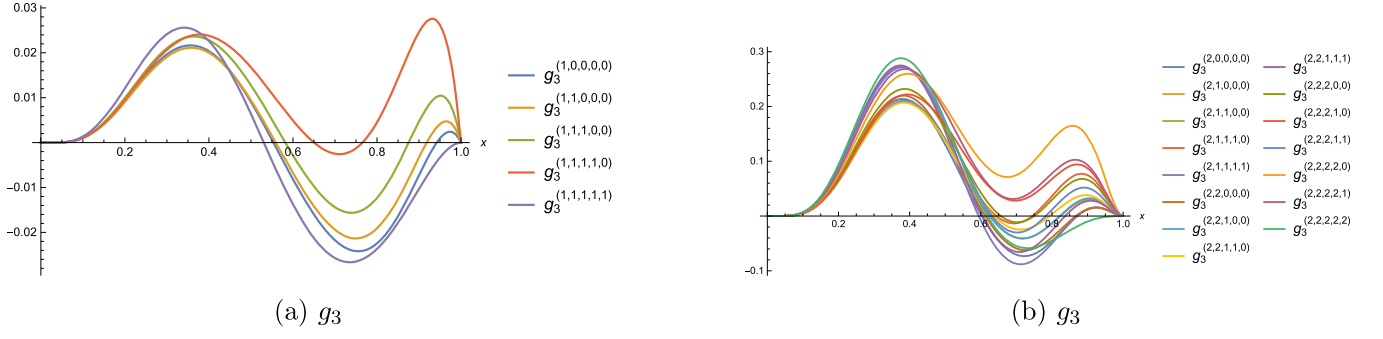 0.03
0.02
0.01
−0.01
−0.02
0.2
0.4
0.6
0.8
1.0
x
g3(1,0,0,0,0)
g3(1,1,0,0,0)
g3(1,1,1,0,0)
g3(1,1,1,1,0)
g3(1,1,1,1,1)
(a) g3
0.3
0.2
0.1
−0.1
0.2
0.4
0.6
0.8
1.0
x
g3(2,0,0,0,0)
g3(2,1,0,0,0)
g3(2,1,1,0,0)
g3(2,1,1,1,0)
g3(2,1,1,1,1)
g3(2,2,0,0,0)
g3(2,2,1,0,0)
g3(2,2,1,1,0)
g3(2,2,1,1,1)
g3(2,2,2,0,0)
g3(2,2,2,1,0)
g3(2,2,2,1,1)
g3(2,2,2,2,0)
g3(2,2,2,2,1)
g3(2,2,2,2,2)
(b) g3